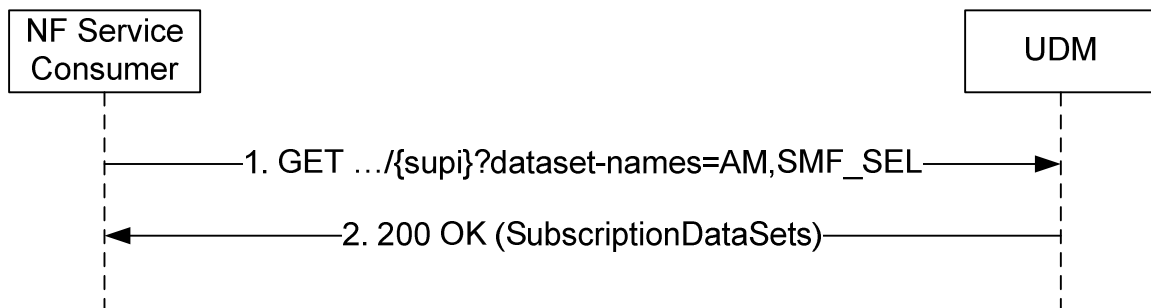 NF Service
Consumer
UDM
1. GET …/{supi}?dataset-names=AM,SMF_SEL
2. 200 OK (SubscriptionDataSets)